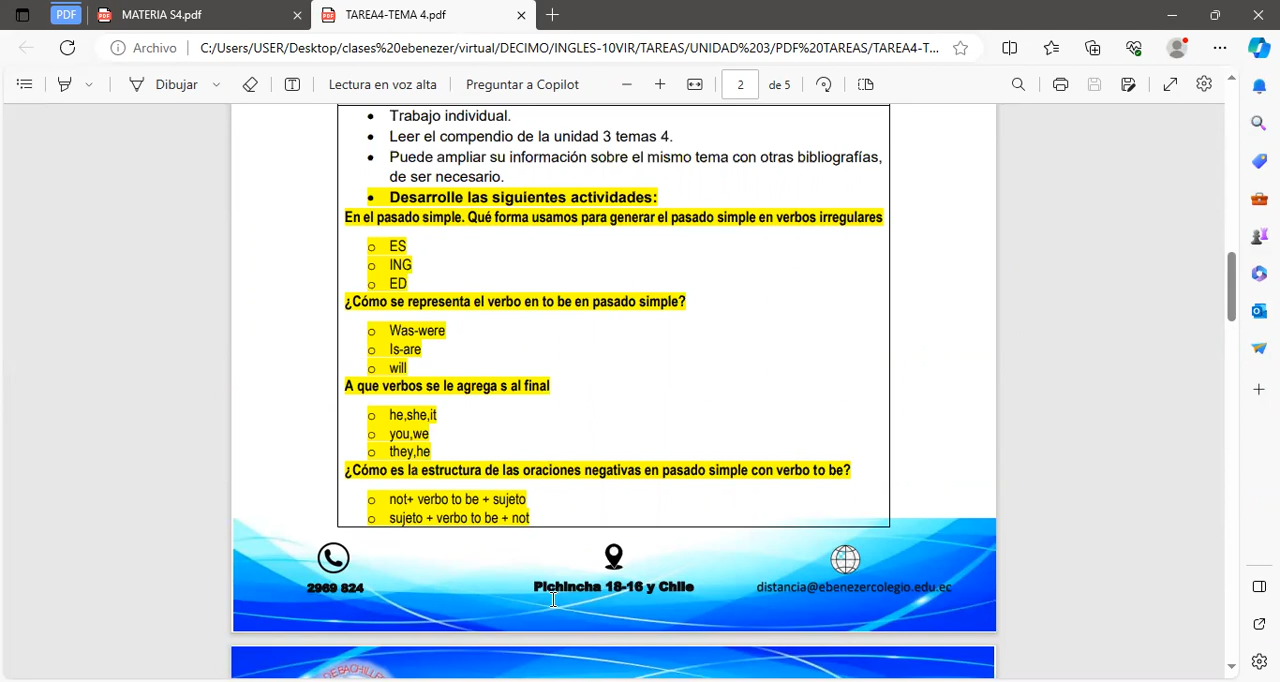 PDF
MATERIA S4.pdf
TAREA4-TEMA 4.pdf
Archivo
C:/Users/USER/Desktop/clases%20ebenezer/virtual/DECIMO/INGLES-10VIR/TAREAS/UNIDAD%203/PDF%20TAREAS/TAREA4-T...
Dibujar
Lectura en voz alta
Preguntar a Copilot
2
de 5
• Trabajo individual.
• Leer el compendio de la unidad 3 temas 4.
• Puede ampliar su información sobre el mismo tema con otras bibliografías,
de ser necesario.
• Desarrolle las siguientes actividades:
En el pasado simple. Qué forma usamos para generar el pasado simple en verbos irregulares
o ES
o ING
o ED
¿Cómo se representa el verbo en to be en pasado simple?
o Was-were
o Is-are
o will
A que verbos se le agrega s al final
o he,she,it
o you,we
o they,he
¿Cómo es la estructura de las oraciones negativas en pasado simple con verbo to be?
o not+ verbo to be + sujeto
o sujeto + verbo to be + not
2969 824
Pichincha 18-16 y Chile
distancia@ebenezercolegio.edu.ec